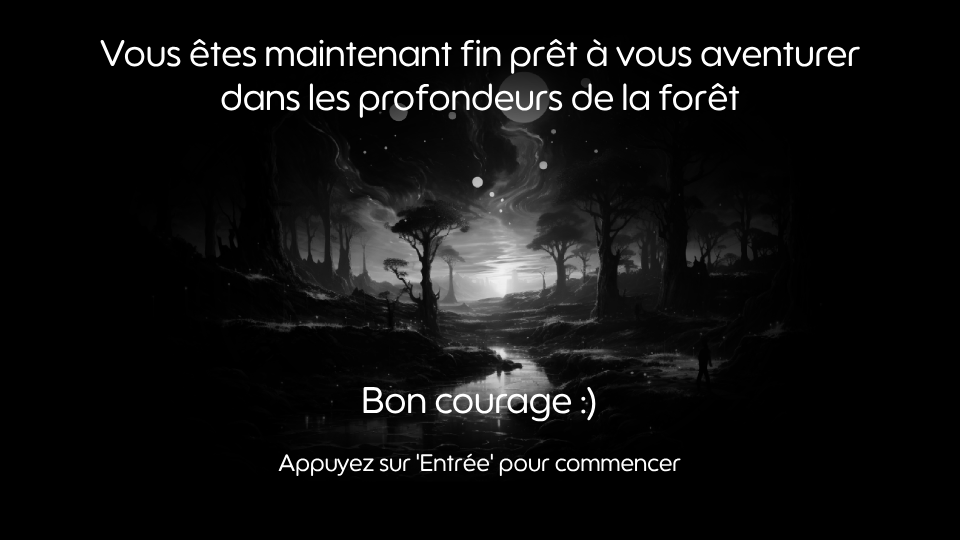 Vous êtes maintenant fin prêt à vous aventurer
dans les profondeurs de la forêt
Bon courage :)
Appuyez sur 'Entrée' pour commencer